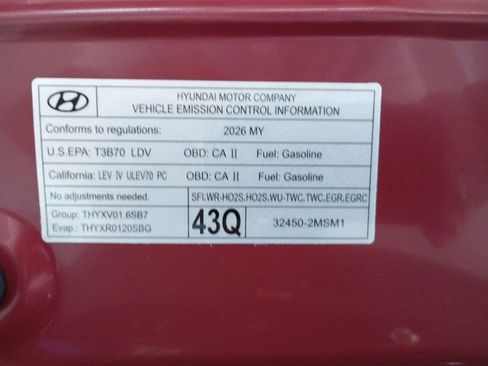 HYUNDAI MOTOR COMPANY
VEHICLE EMISSION CONTROL INFORMATION
Conforms to regulations: 2026 MY
U.S.EPA: T3B70 LDV OBD: CA II Fuel: Gasoline
California: LEV IV ULEV70 PC OBD: CA II Fuel: Gasoline
No adjustments needed. SFI,WR-HO2S,HO2S,WU-TWC,TWC,EGR,EGRC
Group: THYXV01.6SB7
Evap.: THYXR0120SBG
43Q 32450-2MSM1